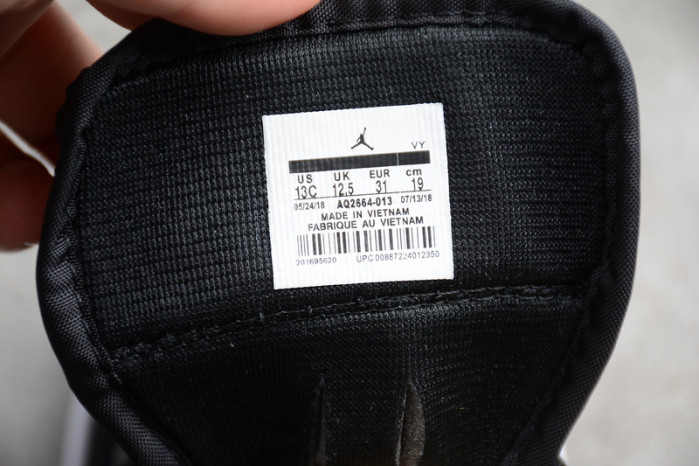 VY
US UK EUR cm
13C 12.5 31 19
05/24/18 AQ2664-013 07/13/18
MADE IN VIETNAM
FABRIQUE AU VIETNAM
201695620 UPC 00887224012350